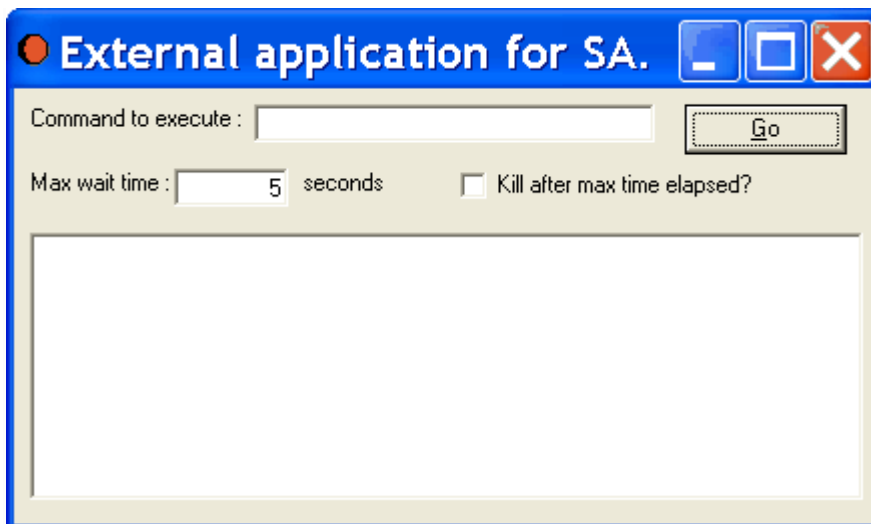 External application for SA.
Command to execute : Go
Max wait time : 5 seconds Kill after max time elapsed?